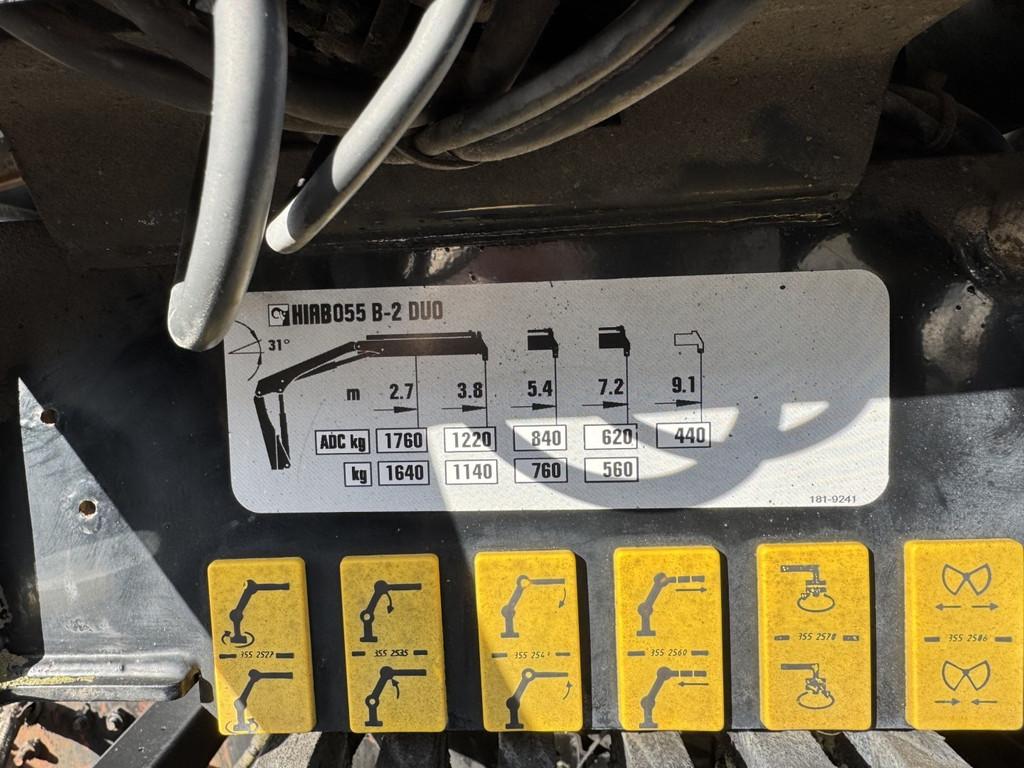 HIAB 055 B-2 DUO
31°
m 2.7 3.8 5.4 7.2 9.1
ADC kg 1760 1220 840 620 440
kg 1640 1140 760 560
181-9241
355 2527 355 2535 355 254 355 2560 355 2578 355 2586